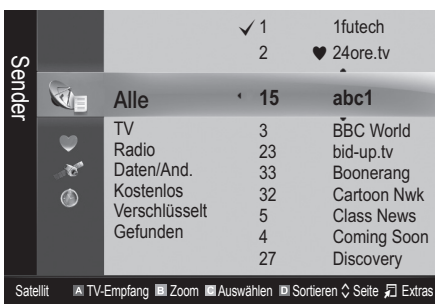 Sender
✓ 1 1futech
2 ♥ 24ore.tv
Alle 15 abc1
TV 3 BBC World
Radio 23 bid-up.tv
Daten/And. 33 Boonerang
Kostenlos 32 Cartoon Nwk
Verschlüsselt 5 Class News
Gefunden 4 Coming Soon
27 Discovery
Satellit A TV-Empfang B Zoom C Auswählen D Sortieren Seite Extras